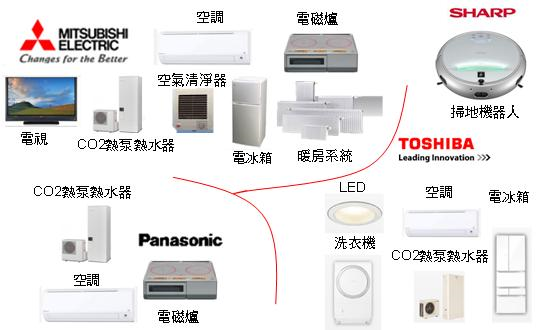 MITSUBISHI
ELECTRIC
Changes for the Better
空調
電磁爐
SHARP
電視
CO2熱泵熱水器
空氣清淨器
電冰箱
暖房系統
掃地機器人
TOSHIBA
Leading Innovation >>>
CO2熱泵熱水器
Panasonic
空調
電磁爐
LED
洗衣機
空調
CO2熱泵熱水器
電冰箱